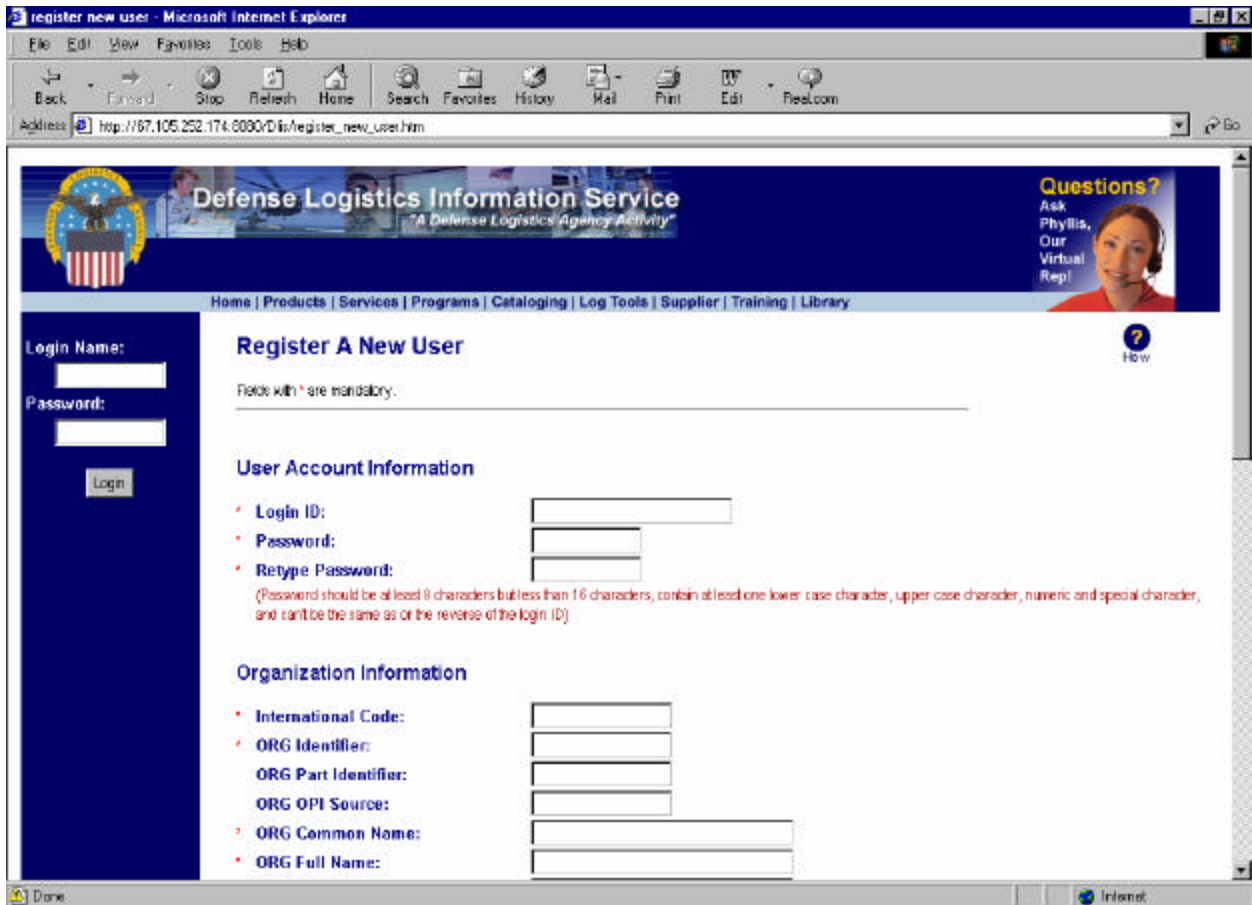 register new user - Microsoft Internet Explorer
File Edit View Favorites Tools Help
Back Forward Stop Refresh Home Search Favorites History Mail Print Edit Real.com
Address http://67.105.252.174:8080/Dlis/register_new_user.htm Go
Defense Logistics Information Service
"A Defense Logistics Agency Activity"
Questions?
Ask
Phyllis,
Our
Virtual
Rep!
Home | Products | Services | Programs | Cataloging | Log Tools | Supplier | Training | Library
Login Name:
Password:
Login
Register A New User
?
How
Fields with * are mandatory.
User Account Information
* Login ID:
* Password:
* Retype Password:
(Password should be at least 8 characters but less than 16 characters, contain at least one lower case character, upper case character, numeric and special character,
and can't be the same as or the reverse of the login ID)
Organization Information
* International Code:
* ORG Identifier:
ORG Part Identifier:
ORG OPI Source:
* ORG Common Name:
* ORG Full Name:
Done Internet